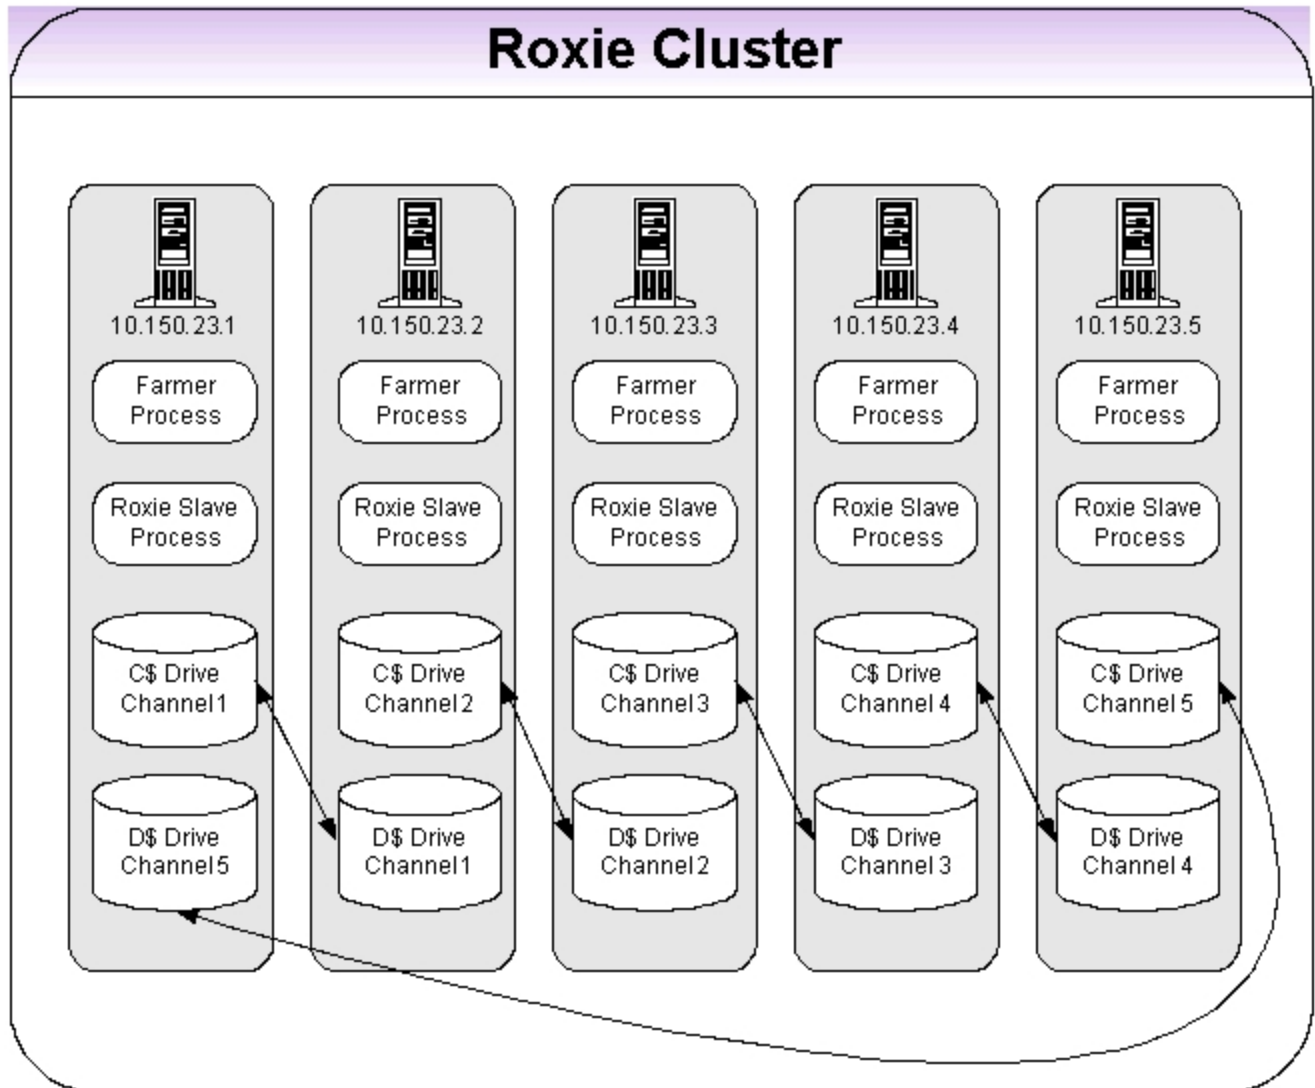 Roxie Cluster
10.150.23.1
Farmer
Process
Roxie Slave
Process
C$ Drive
Channel 1
D$ Drive
Channel 5
10.150.23.2
Farmer
Process
Roxie Slave
Process
C$ Drive
Channel 2
D$ Drive
Channel 1
10.150.23.3
Farmer
Process
Roxie Slave
Process
C$ Drive
Channel 3
D$ Drive
Channel 2
10.150.23.4
Farmer
Process
Roxie Slave
Process
C$ Drive
Channel 4
D$ Drive
Channel 3
10.150.23.5
Farmer
Process
Roxie Slave
Process
C$ Drive
Channel 5
D$ Drive
Channel 4